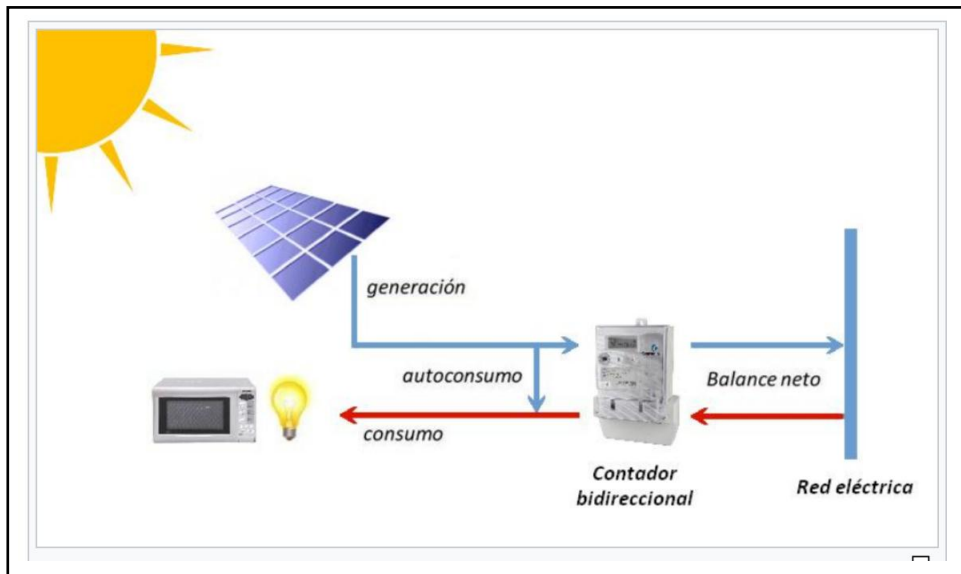 generación
autoconsumo
Balance neto
consumo
Contador
bidireccional
Red eléctrica